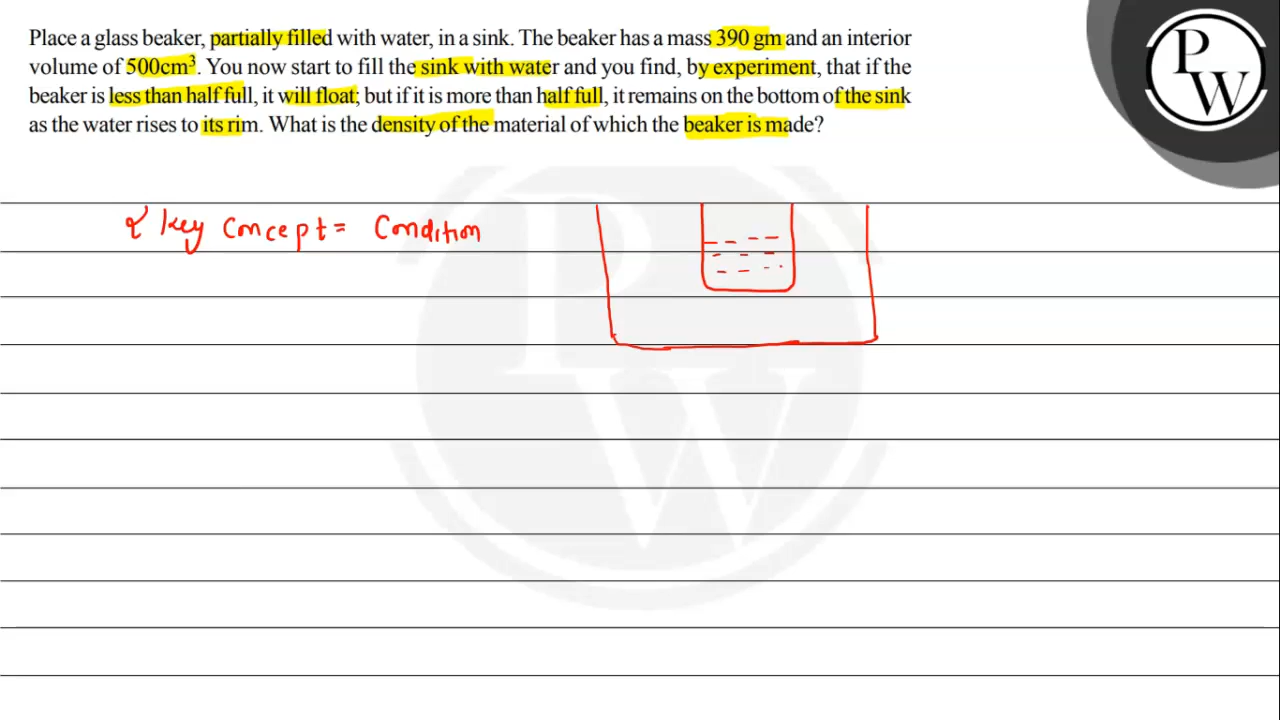 Place a glass beaker, partially filled with water, in a sink. The beaker has a mass 390 gm and an interior
volume of 500cm³. You now start to fill the sink with water and you find, by experiment, that if the
beaker is less than half full, it will float; but if it is more than half full, it remains on the bottom of the sink
as the water rises to its rim. What is the density of the material of which the beaker is made?
P
W
key concept = Condition
P
W